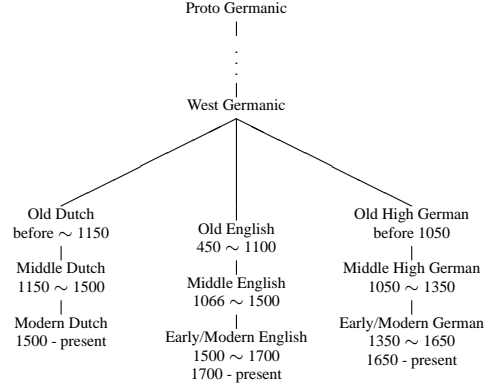 Proto Germanic
West Germanic
Old Dutch
before ∼ 1150
Middle Dutch
1150 ∼ 1500
Modern Dutch
1500 - present
Old English
450 ∼ 1100
Middle English
1066 ∼ 1500
Early/Modern English
1500 ∼ 1700
1700 - present
Old High German
before 1050
Middle High German
1050 ∼ 1350
Early/Modern German
1350 ∼ 1650
1650 - present